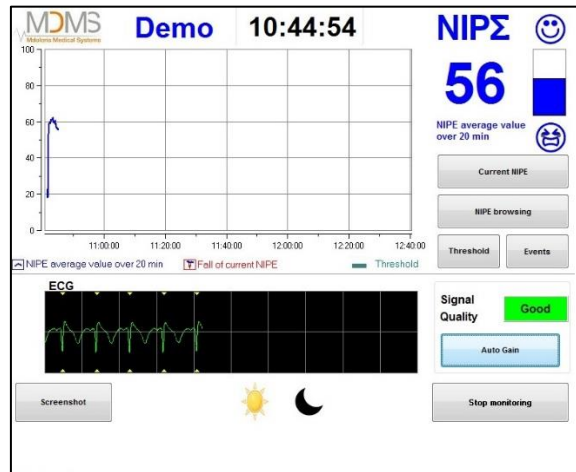 MDMS
Mdoloris Medical Systems
Demo
10:44:54
NIPΣ
100
80
60
40
20
0
11:00:00 11:20:00 11:40:00 12:00:00 12:20:00 12:40:00
56
NIPE average value
over 20 min
Current NIPE
NIPE browsing
Threshold
Events
NIPE average value over 20 min
Fall of current NIPE
Threshold
ECG
Signal
Quality
Good
Auto Gain
Screenshot
Stop monitoring